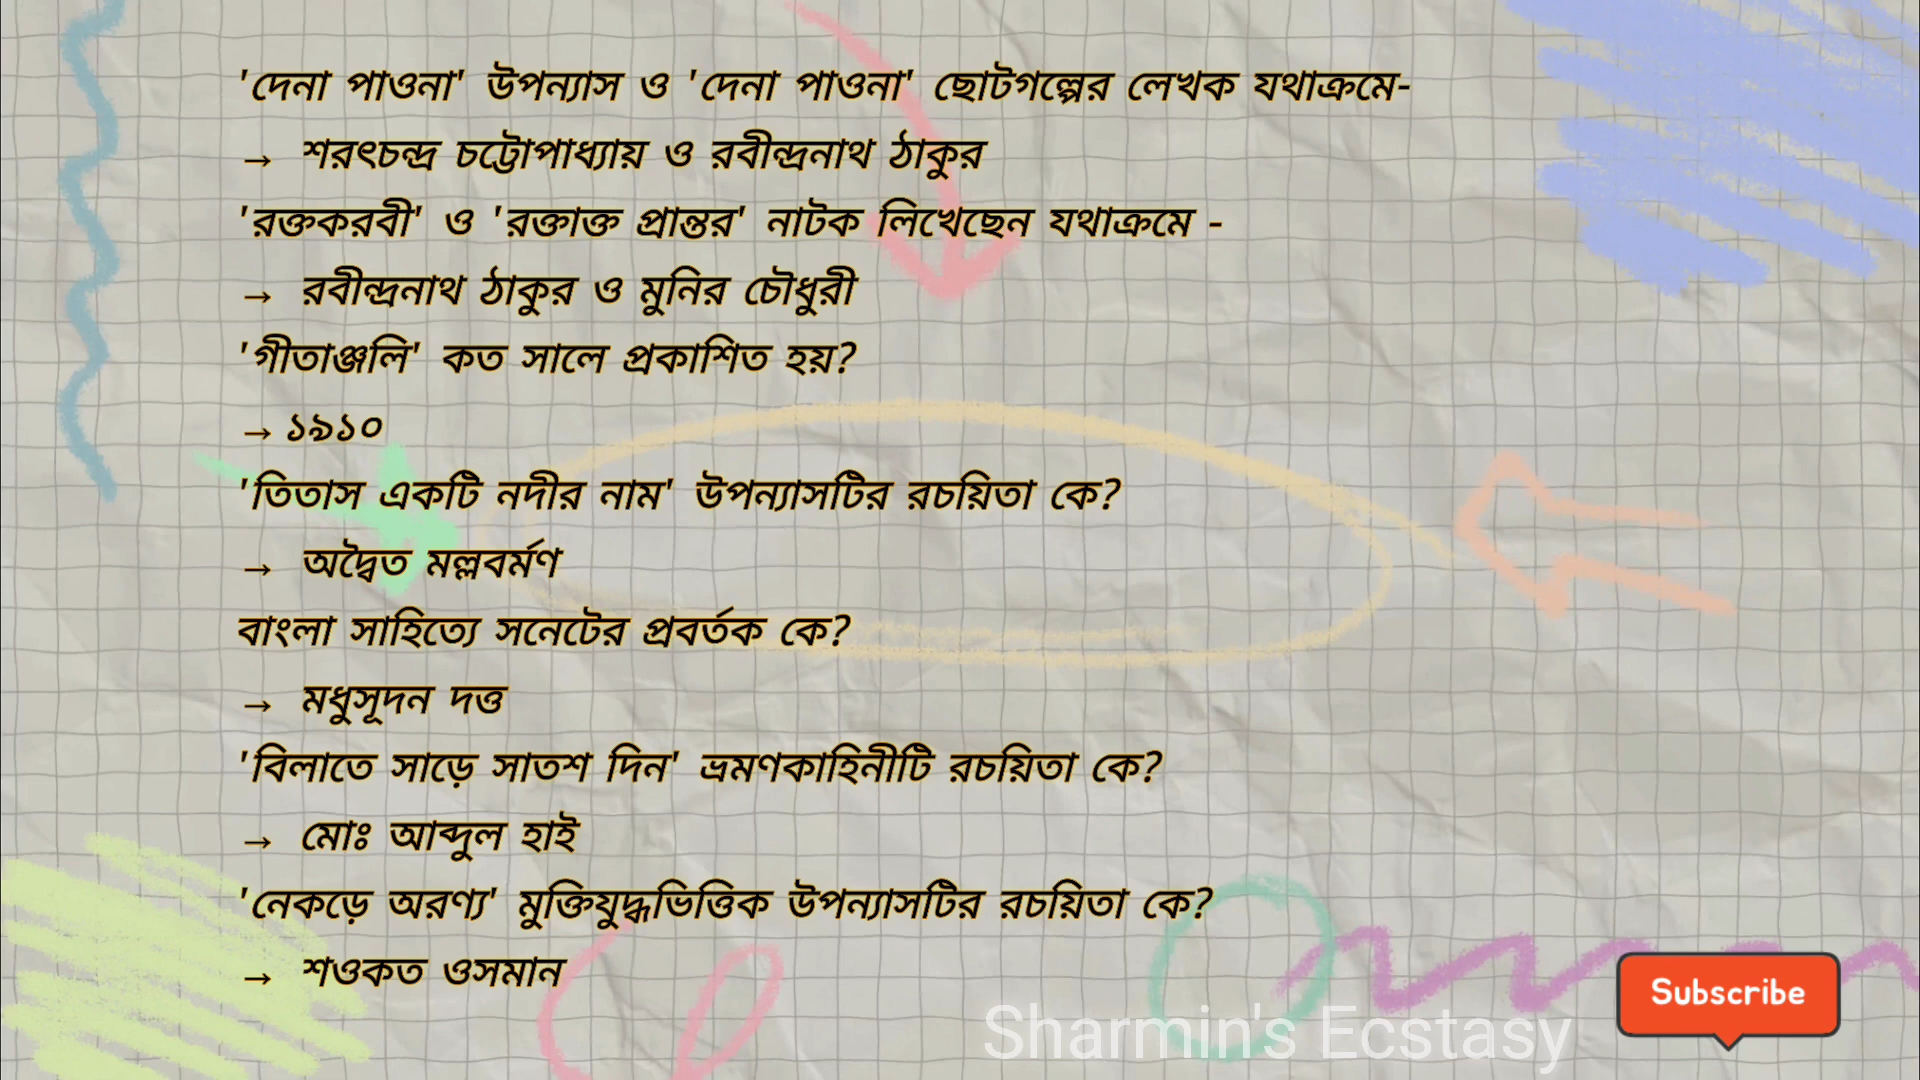 'দেনা পাওনা' উপন্যাস ও 'দেনা পাওনা' ছোটগল্পের লেখক যথাক্রমে-
→ শরৎচন্দ্র চট্টোপাধ্যায় ও রবীন্দ্রনাথ ঠাকুর
'রক্তকরবী' ও 'রক্তাক্ত প্রান্তর' নাটক লিখেছেন যথাক্রমে -
→ রবীন্দ্রনাথ ঠাকুর ও মুনির চৌধুরী
'গীতাঞ্জলি' কত সালে প্রকাশিত হয়?
→ ১৯১০
'তিতাস একটি নদীর নাম' উপন্যাসটির রচয়িতা কে?
→ অদ্বৈত মল্লবর্মণ
বাংলা সাহিত্যে সনেটের প্রবর্তক কে?
→ মধুসূদন দত্ত
'বিলাতে সাড়ে সাতশ দিন' ভ্রমণকাহিনীটি রচয়িতা কে?
→ মোঃ আব্দুল হাই
'নেকড়ে অরণ্য' মুক্তিযুদ্ধভিত্তিক উপন্যাসটির রচয়িতা কে?
→ শওকত ওসমান
Subscribe
Sharmin's Ecstasy